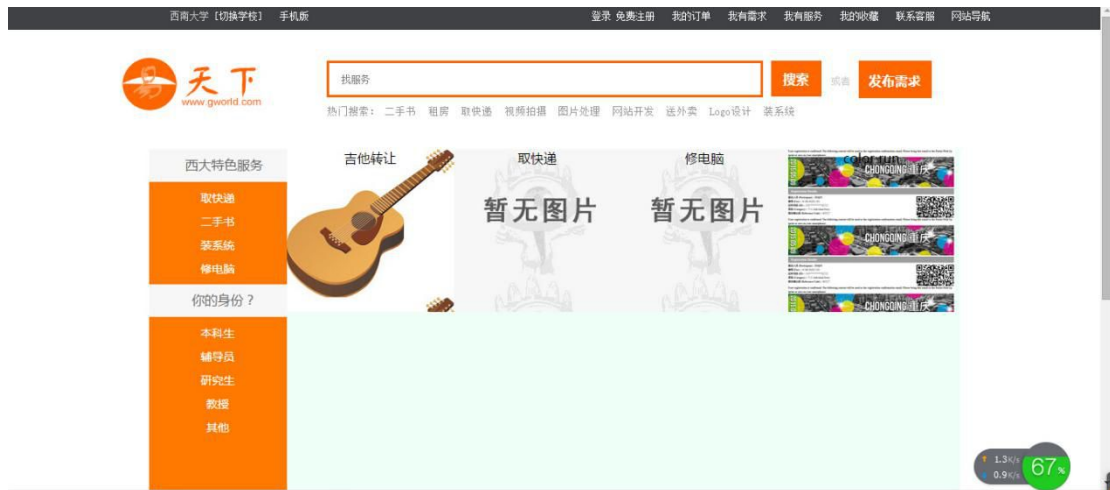 西南大学 [切换学校] 手机版 登录 免费注册 我的订单 我有需求 我有服务 我的收藏 联系客服 网站导航
天下
www.gworld.com
找服务 搜索 或者 发布需求
热门搜索: 二手书 租房 取快递 视频拍摄 图片处理 网站开发 送外卖 Logo设计 装系统
西大特色服务
取快递
二手书
装系统
修电脑
你的身份?
本科生
辅导员
研究生
教授
其他
吉他转让
取快递
暂无图片
修电脑
暂无图片
color run
CHONGQING 重庆
CHONGQING 重庆
CHONGQING 重庆
1.3K/s
0.9K/s
67%